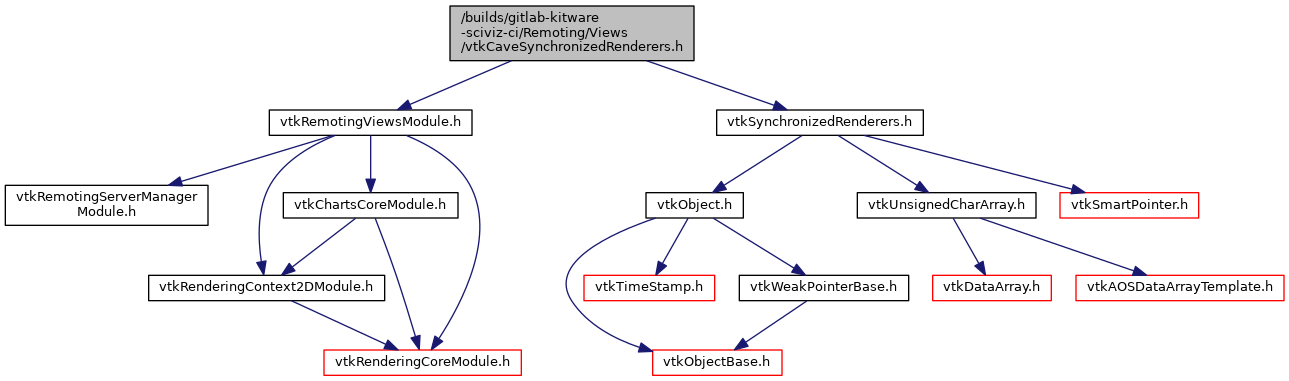 /builds/gitlab-kitware
-sciviz-ci/Remoting/Views
/vtkCaveSynchronizedRenderers.h
vtkRemotingViewsModule.h
vtkSynchronizedRenderers.h
vtkRemotingServerManager
Module.h
vtkChartsCoreModule.h
vtkObject.h
vtkUnsignedCharArray.h
vtkSmartPointer.h
vtkRenderingContext2DModule.h
vtkTimeStamp.h
vtkWeakPointerBase.h
vtkDataArray.h
vtkAOSDataArrayTemplate.h
vtkRenderingCoreModule.h
vtkObjectBase.h